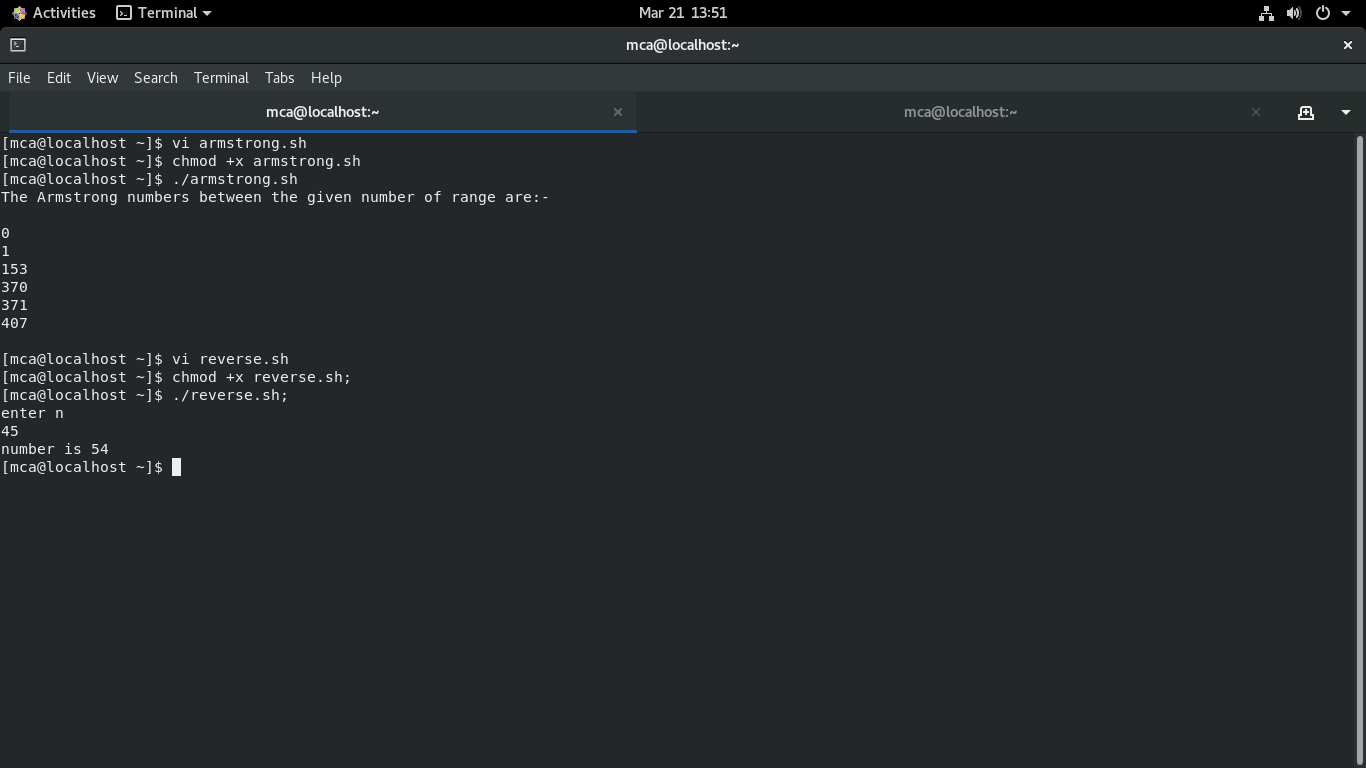 Activities Terminal Mar 21 13:51
mca@localhost:~
File Edit View Search Terminal Tabs Help
mca@localhost:~ mca@localhost:~
[mca@localhost ~]$ vi armstrong.sh
[mca@localhost ~]$ chmod +x armstrong.sh
[mca@localhost ~]$ ./armstrong.sh
The Armstrong numbers between the given number of range are:-
0
1
153
370
371
407
[mca@localhost ~]$ vi reverse.sh
[mca@localhost ~]$ chmod +x reverse.sh;
[mca@localhost ~]$ ./reverse.sh;
enter n
45
number is 54
[mca@localhost ~]$